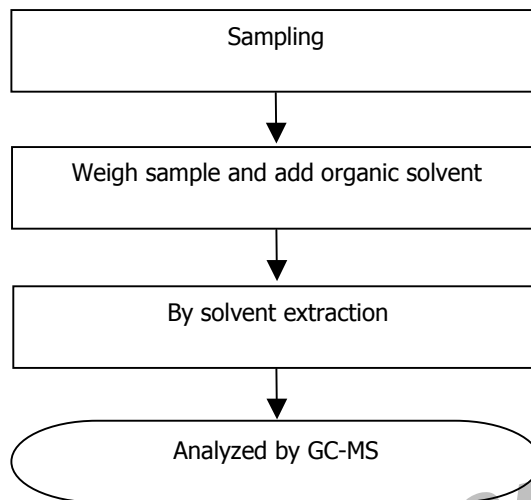 Sampling
Weigh sample and add organic solvent
By solvent extraction
Analyzed by GC-MS